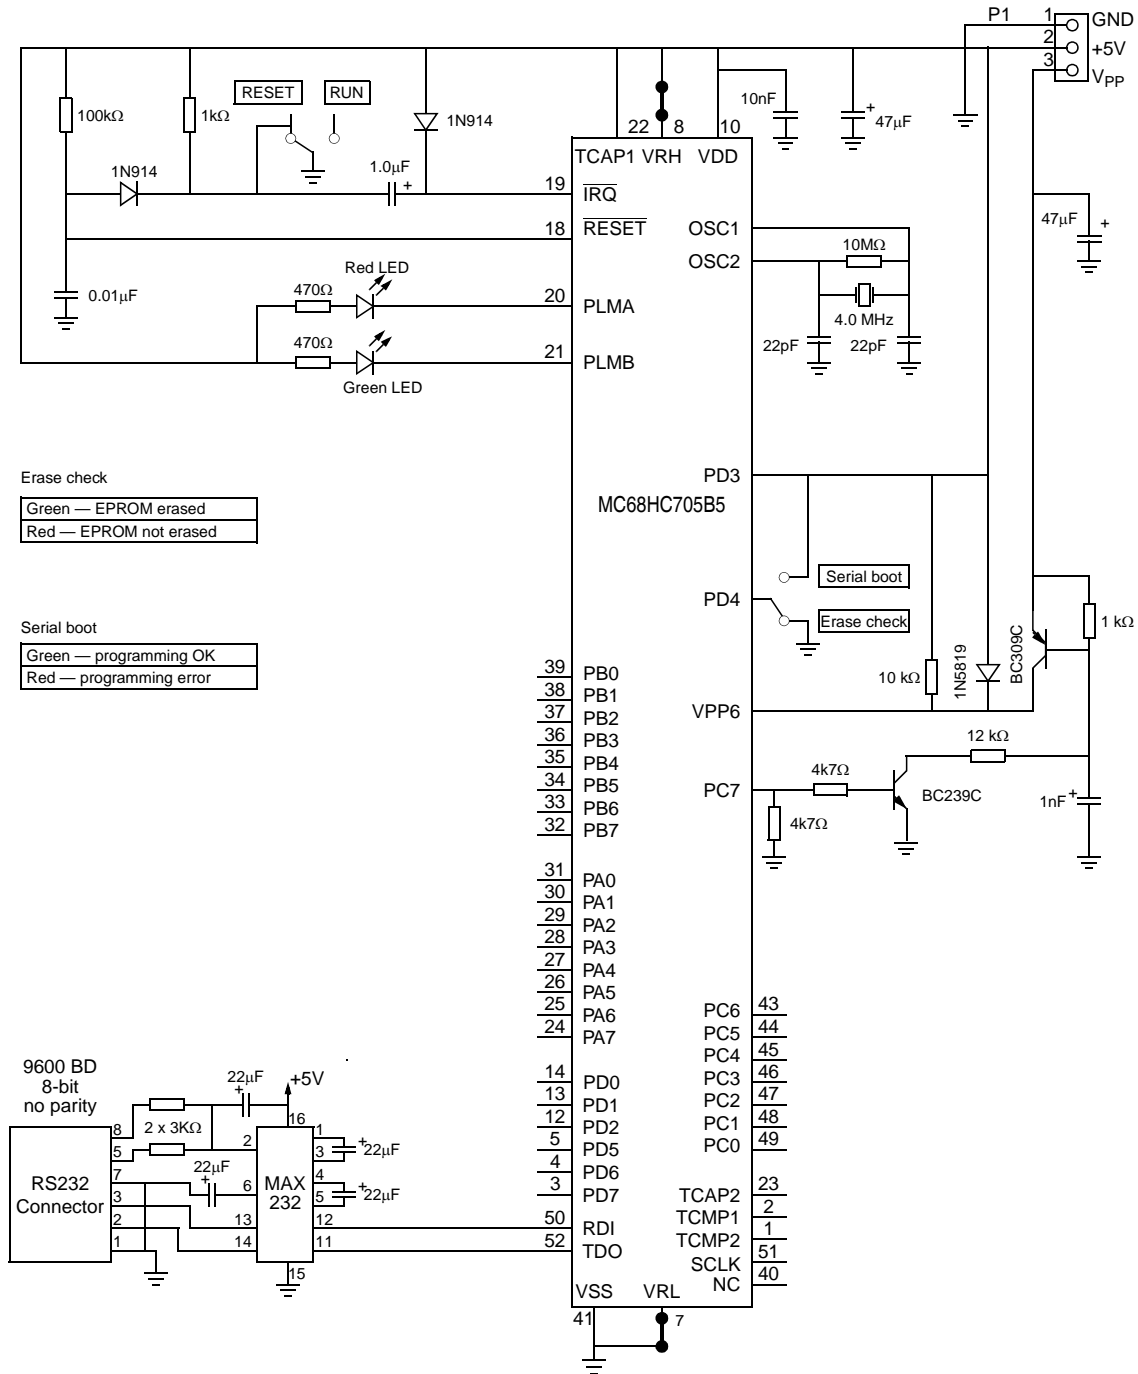 P1
1
GND
2
+5V
3
VPP
100kΩ
1kΩ
RESET
RUN
1N914
10nF
47µF
22
8
10
TCAP1
VRH
VDD
1N914
1.0µF
+
19
IRQ
18
RESET
OSC1
10MΩ
OSC2
47µF
+
0.01µF
Red LED
470Ω
20
PLMA
4.0 MHz
22pF
22pF
470Ω
21
PLMB
Green LED
Erase check
Green — EPROM erased
Red — EPROM not erased
PD3
MC68HC705B5
Serial boot
PD4
Erase check
1 kΩ
Serial boot
Green — programming OK
Red — programming error
10 kΩ
1N5819
BC309C
VPP6
12 kΩ
PC7
4k7Ω
BC239C
4k7Ω
1nF
+
39 PB0
38 PB1
37 PB2
36 PB3
35 PB4
34 PB5
33 PB6
32 PB7
31 PA0
30 PA1
29 PA2
28 PA3
27 PA4
26 PA5
25 PA6
24 PA7
PC6 43
PC5 44
PC4 45
PC3 46
PC2 47
PC1 48
PC0 49
14 PD0
13 PD1
12 PD2
5 PD5
4 PD6
3 PD7
TCAP2 23
TCMP1 2
TCMP2 1
SCLK 51
NC 40
50 RDI
52 TDO
9600 BD
8-bit
no parity
22µF
+
+5V
16
8
2 x 3KΩ
2
1
+
22µF
5
3
7
22µF
+
6
MAX
232
4
+
22µF
5
RS232
Connector
3
13
12
2
14
11
1
15
VSS
VRL
41
7